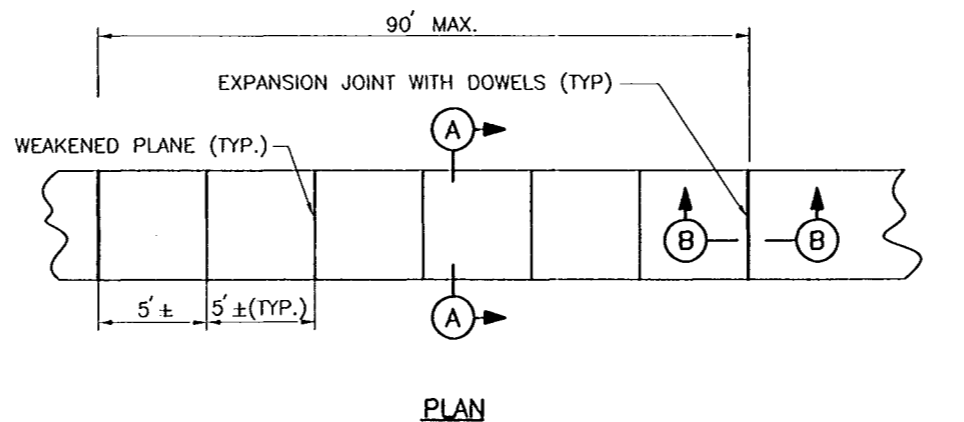 90' MAX.
EXPANSION JOINT WITH DOWELS (TYP)
A
WEAKENED PLANE (TYP.)
B
B
5' ±
5' ±(TYP.)
A
PLAN